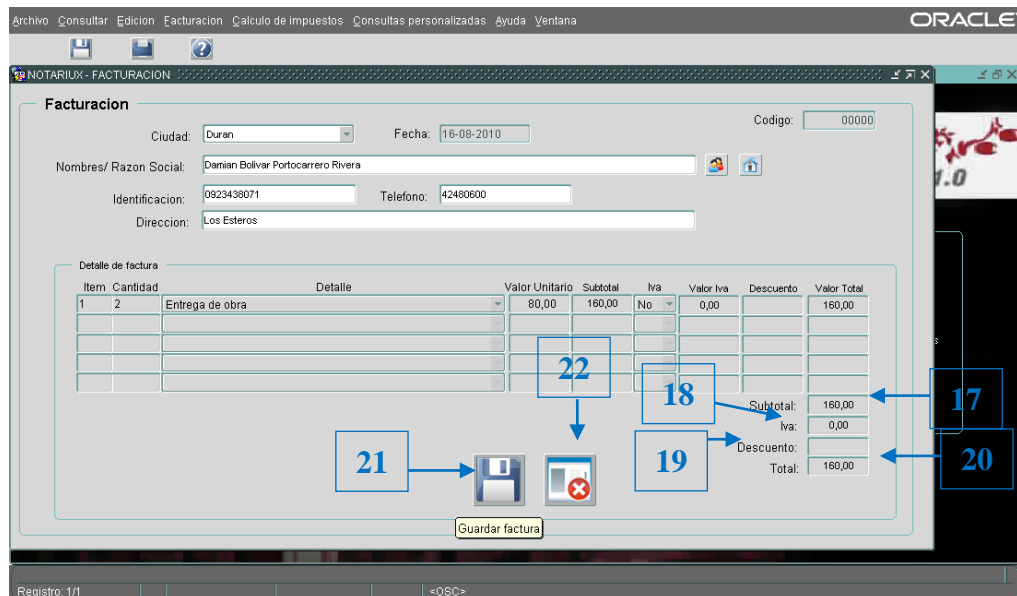 Archivo Consultar Edicion Facturacion Calculo de impuestos Consultas personalizadas Ayuda Ventana ORACLE
NOTARIUX - FACTURACION
Facturacion
Codigo: 00000
Ciudad: Duran Fecha: 16-08-2010
Nombres/ Razon Social: Damian Bolivar Portocarrero Rivera
1.0
Identificacion: 0923438071 Telefono: 42480600
Direccion: Los Esteros
Detalle de factura
Item Cantidad Detalle Valor Unitario Subtotal Iva Valor Iva Descuento Valor Total
1 2 Entrega de obra 80,00 160,00 No 0,00 160,00
s
22
18
17
Subtotal: 160,00
Iva: 0,00
21
19
20
Descuento:
Total: 160,00
Guardar factura
Registro: 1/1 <OSC>